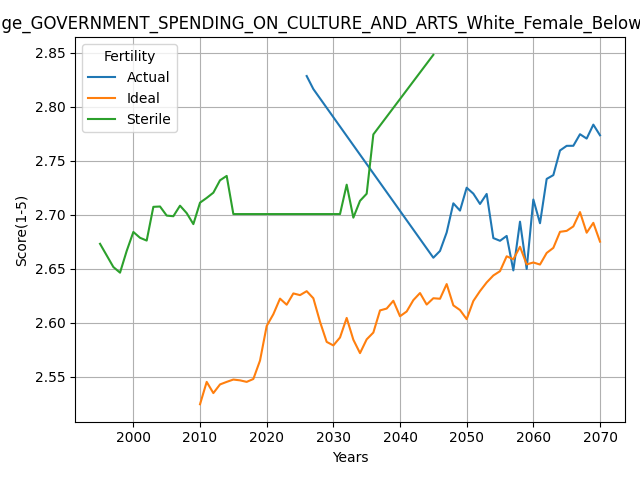 ge_GOVERNMENT_SPENDING_ON_CULTURE_AND_ARTS_White_Female_Below
Fertility
Actual
Ideal
Sterile
Score(1-5)
2.85
2.80
2.75
2.70
2.65
2.60
2.55
2000 2010 2020 2030 2040 2050 2060 2070
Years